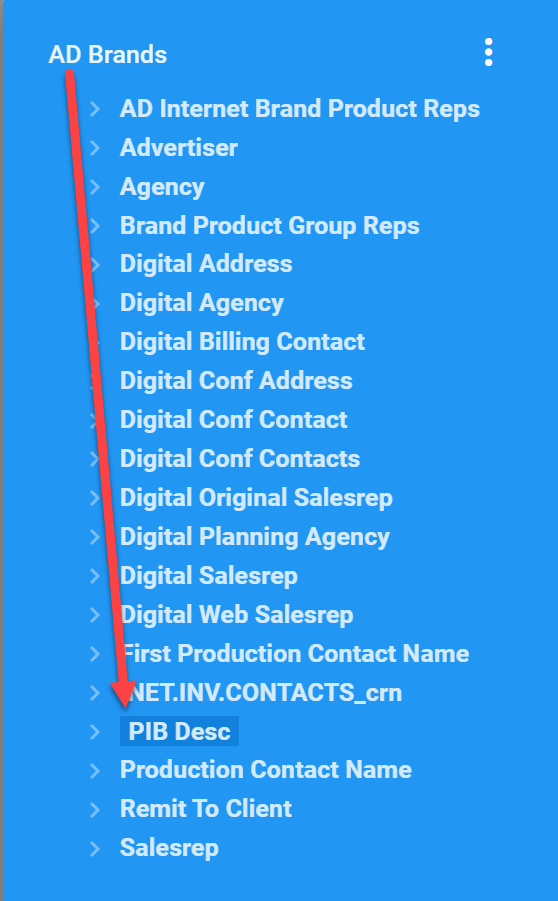 AD Brands
AD Internet Brand Product Reps
Advertiser
Agency
Brand Product Group Reps
Digital Address
Digital Agency
Digital Billing Contact
Digital Conf Address
Digital Conf Contact
Digital Conf Contacts
Digital Original Salesrep
Digital Planning Agency
Digital Salesrep
Digital Web Salesrep
First Production Contact Name
NET.INV.CONTACTS_crn
PIB Desc
Production Contact Name
Remit To Client
Salesrep